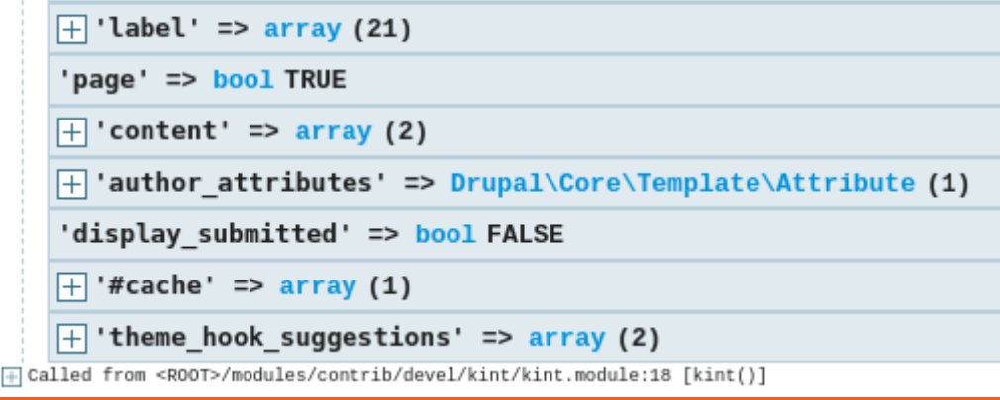 'label' => array (21)
'page' => bool TRUE
'content' => array (2)
'author_attributes' => Drupal\Core\Template\Attribute (1)
'display_submitted' => bool FALSE
'#cache' => array (1)
'theme_hook_suggestions' => array (2)
Called from <ROOT>/modules/contrib/devel/kint/kint.module:18 [kint()]